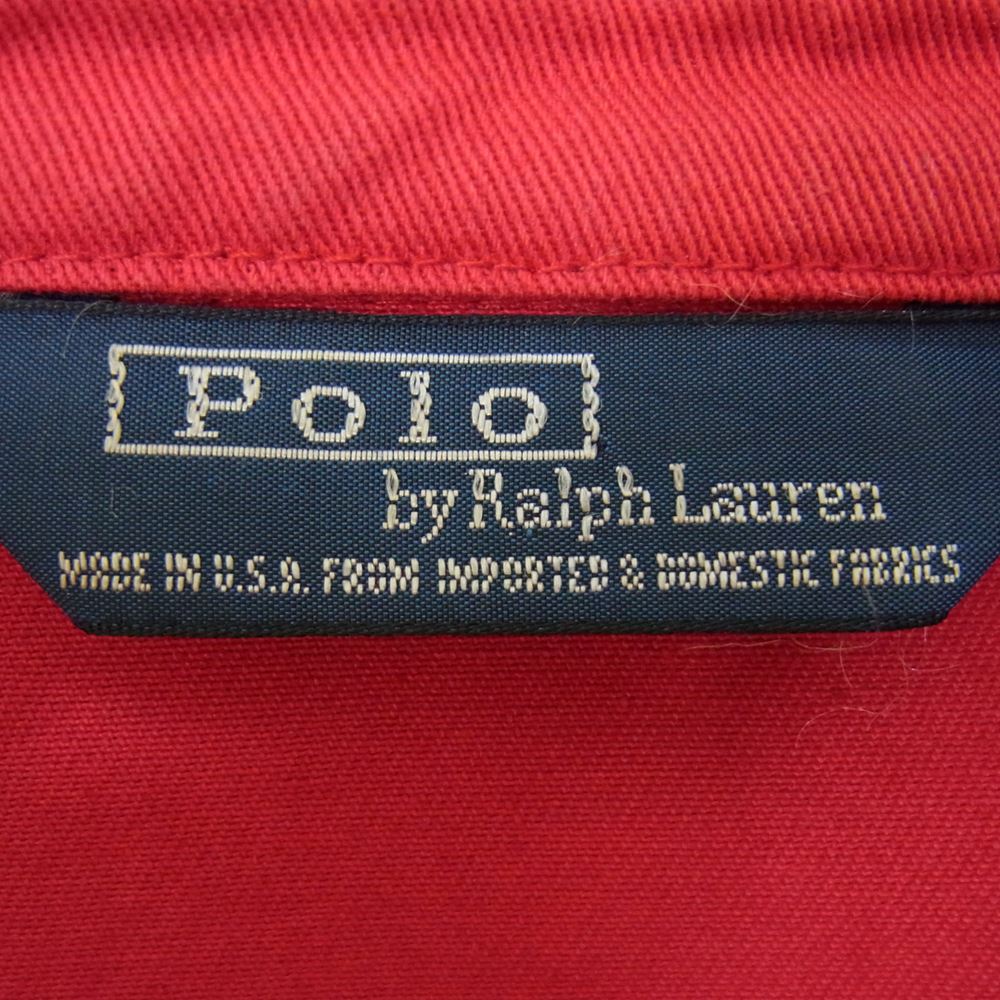 Polo
by Ralph Lauren
MADE IN U.S.A. FROM IMPORTED & DOMESTIC FABRICS